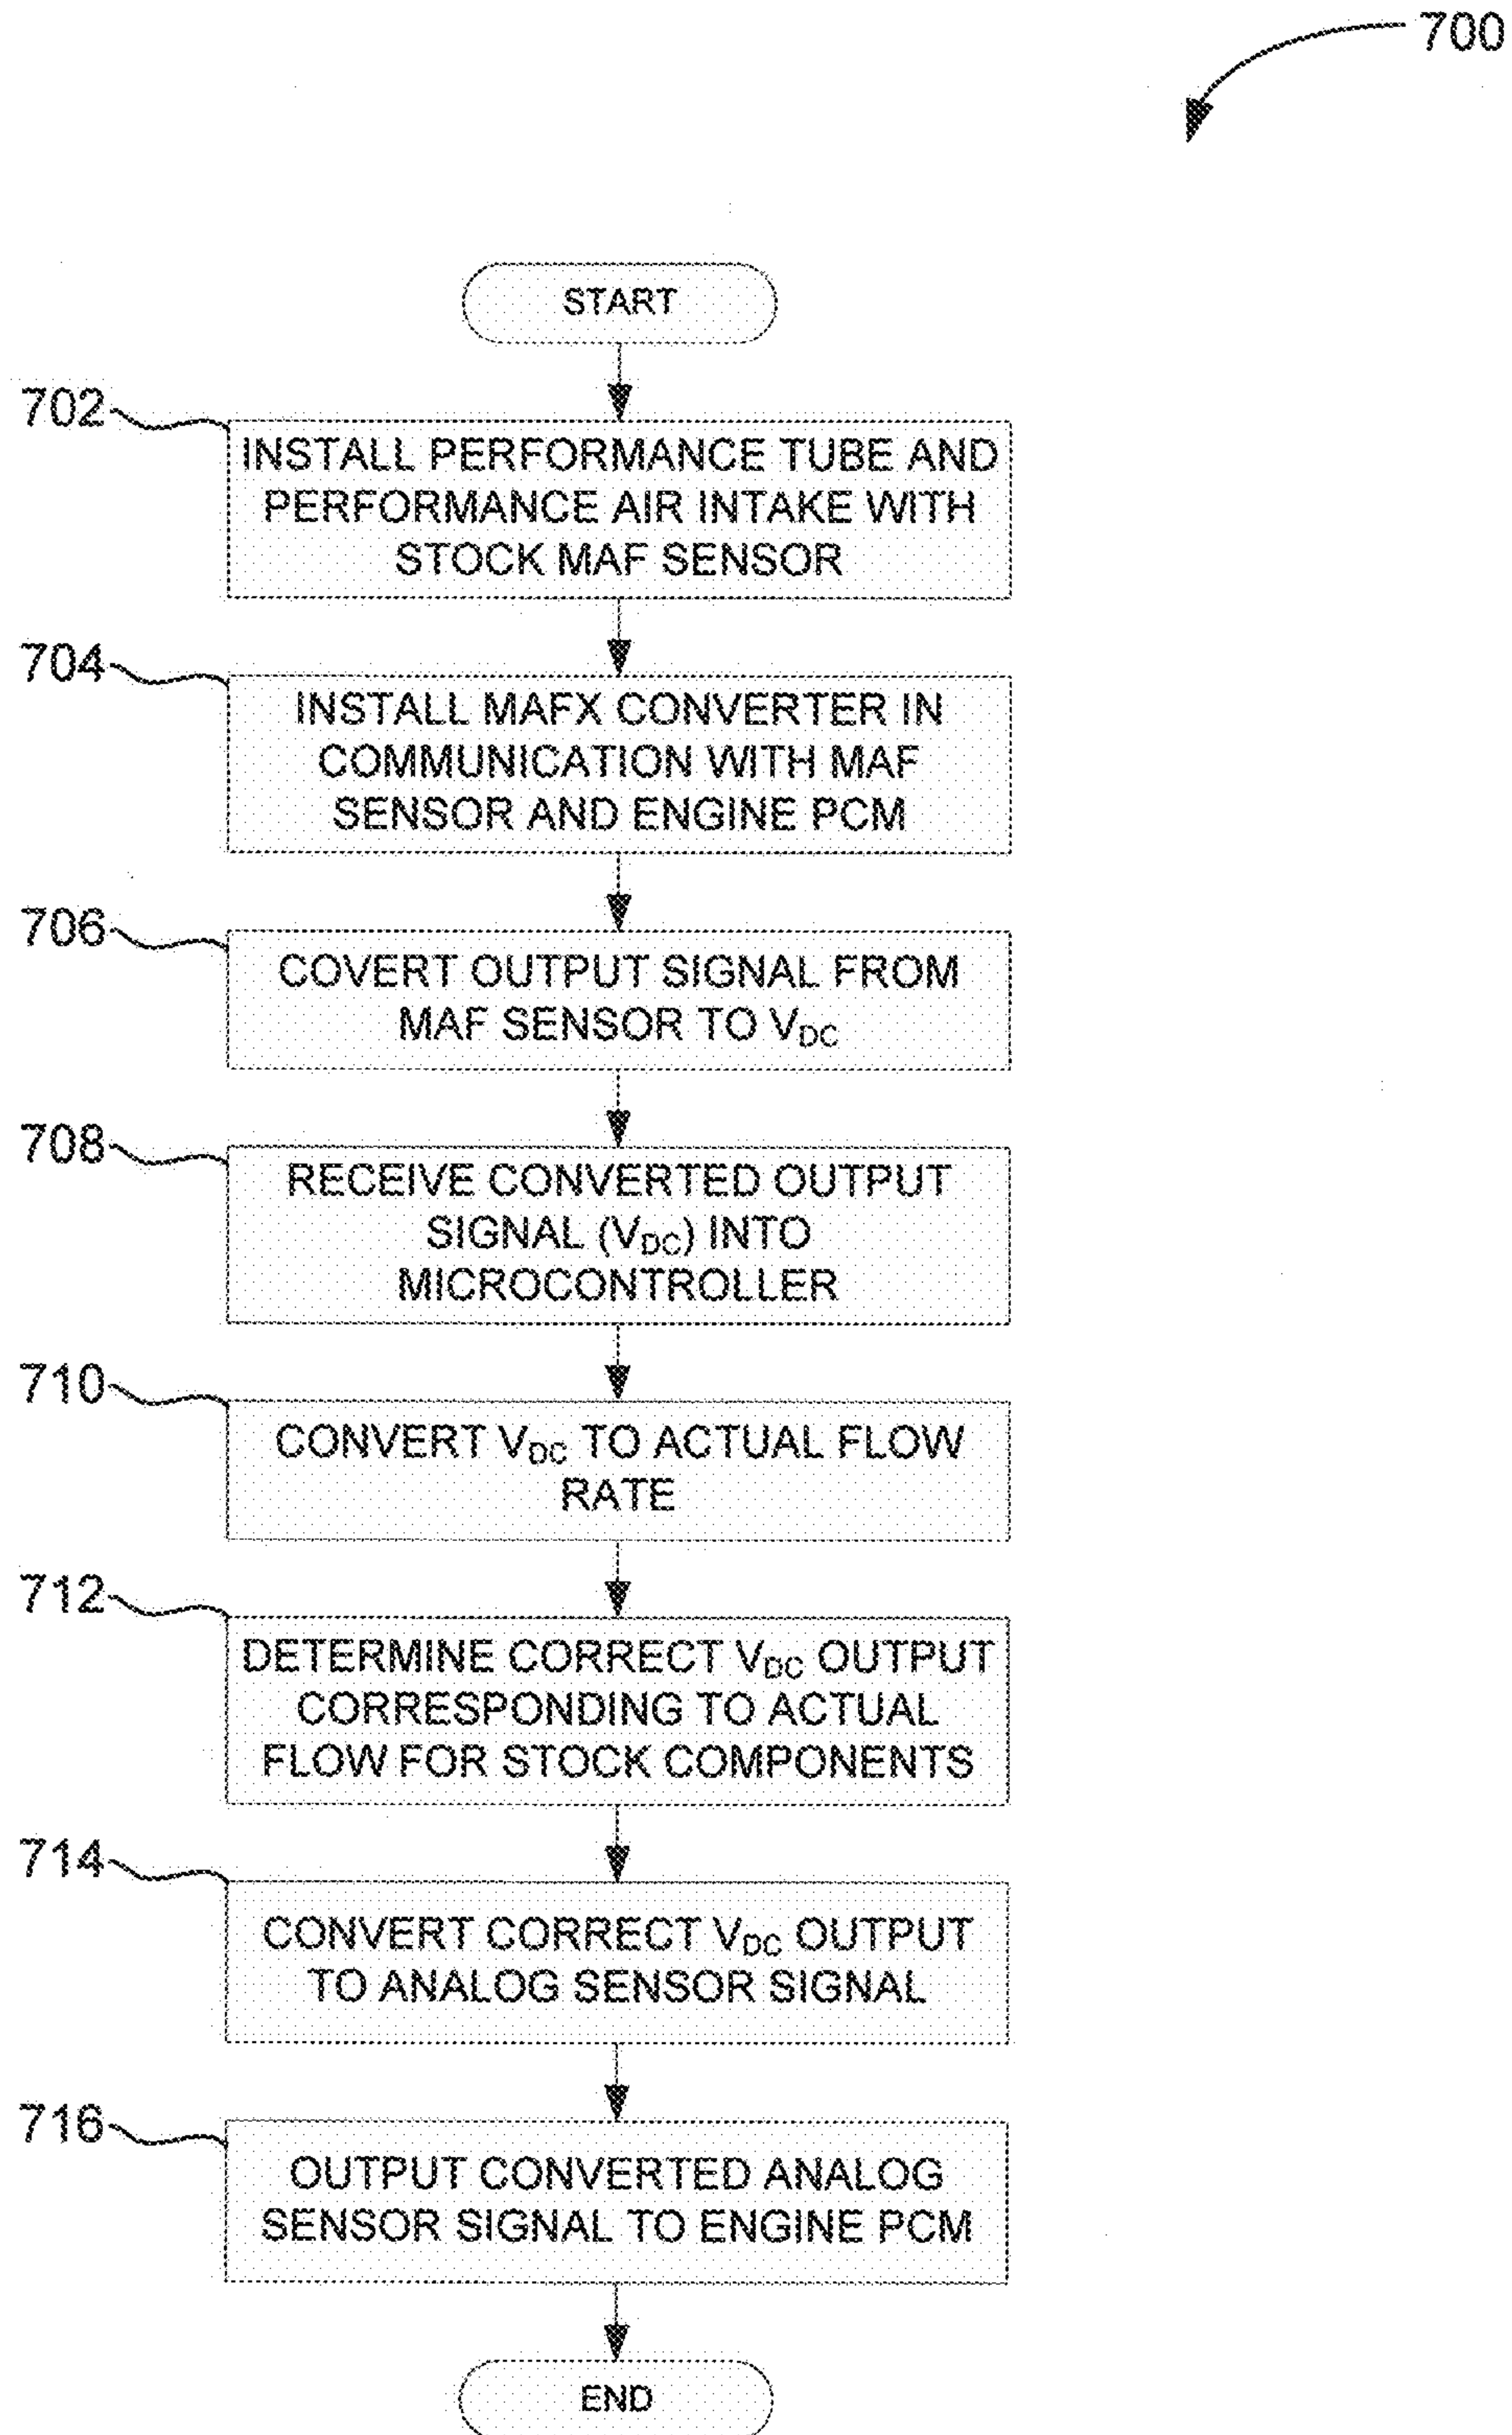 700
START
702
INSTALL PERFORMANCE TUBE AND
PERFORMANCE AIR INTAKE WITH
STOCK MAF SENSOR
704
INSTALL MAFX CONVERTER IN
COMMUNICATION WITH MAF
SENSOR AND ENGINE PCM
706
COVERT OUTPUT SIGNAL FROM
MAF SENSOR TO VDC
708
RECEIVE CONVERTED OUTPUT
SIGNAL (VDC) INTO
MICROCONTROLLER
710
CONVERT VDC TO ACTUAL FLOW
RATE
712
DETERMINE CORRECT VDC OUTPUT
CORRESPONDING TO ACTUAL
FLOW FOR STOCK COMPONENTS
714
CONVERT CORRECT VDC OUTPUT
TO ANALOG SENSOR SIGNAL
716
OUTPUT CONVERTED ANALOG
SENSOR SIGNAL TO ENGINE PCM
END